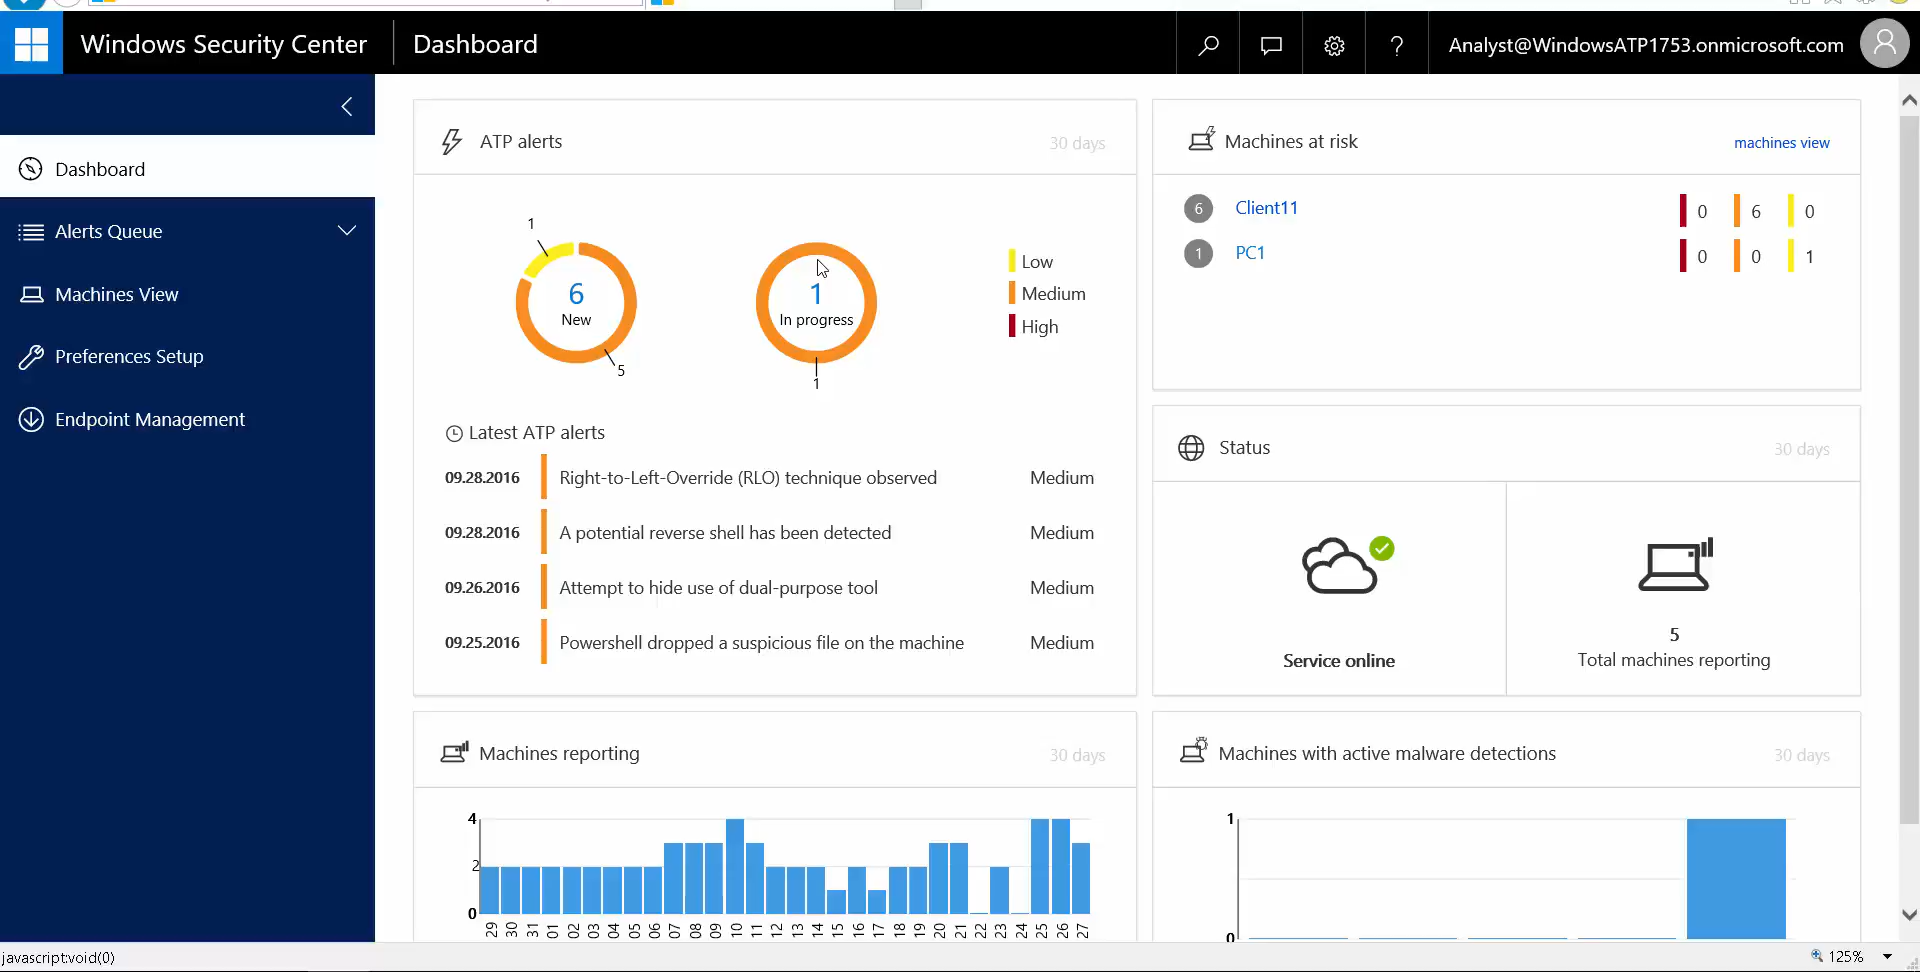 Windows Security Center
Dashboard
?
Analyst@WindowsATP1753.onmicrosoft.com
Dashboard
Alerts Queue
Machines View
Preferences Setup
Endpoint Management
ATP alerts
30 days
1
6
New
5
1
In progress
1
Low
Medium
High
Latest ATP alerts
09.28.2016 Right-to-Left-Override (RLO) technique observed Medium
09.28.2016 A potential reverse shell has been detected Medium
09.26.2016 Attempt to hide use of dual-purpose tool Medium
09.25.2016 Powershell dropped a suspicious file on the machine Medium
Machines at risk
machines view
6 Client11 0 6 0
1 PC1 0 0 1
Status
30 days
Service online
5
Total machines reporting
Machines reporting
30 days
4
2
0
29 30 31 01 02 03 04 05 06 07 08 09 10 11 12 13 14 15 16 17 18 19 20 21 22 23 24 25 26 27
Machines with active malware detections
30 days
1
0
javascript:void(0)
125%